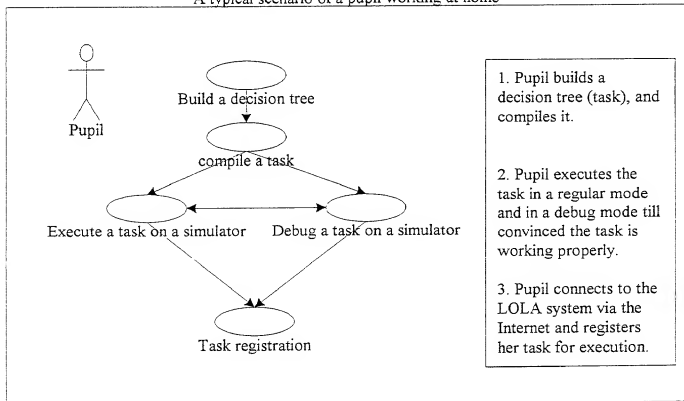 A typical scenario of a pupil working at home
Pupil
Build a decision tree
compile a task
Execute a task on a simulator
Debug a task on a simulator
Task registration
1. Pupil builds a
decision tree (task), and
compiles it.
2. Pupil executes the
task in a regular mode
and in a debug mode till
convinced the task is
working properly.
3. Pupil connects to the
LOLA system via the
Internet and registers
her task for execution.